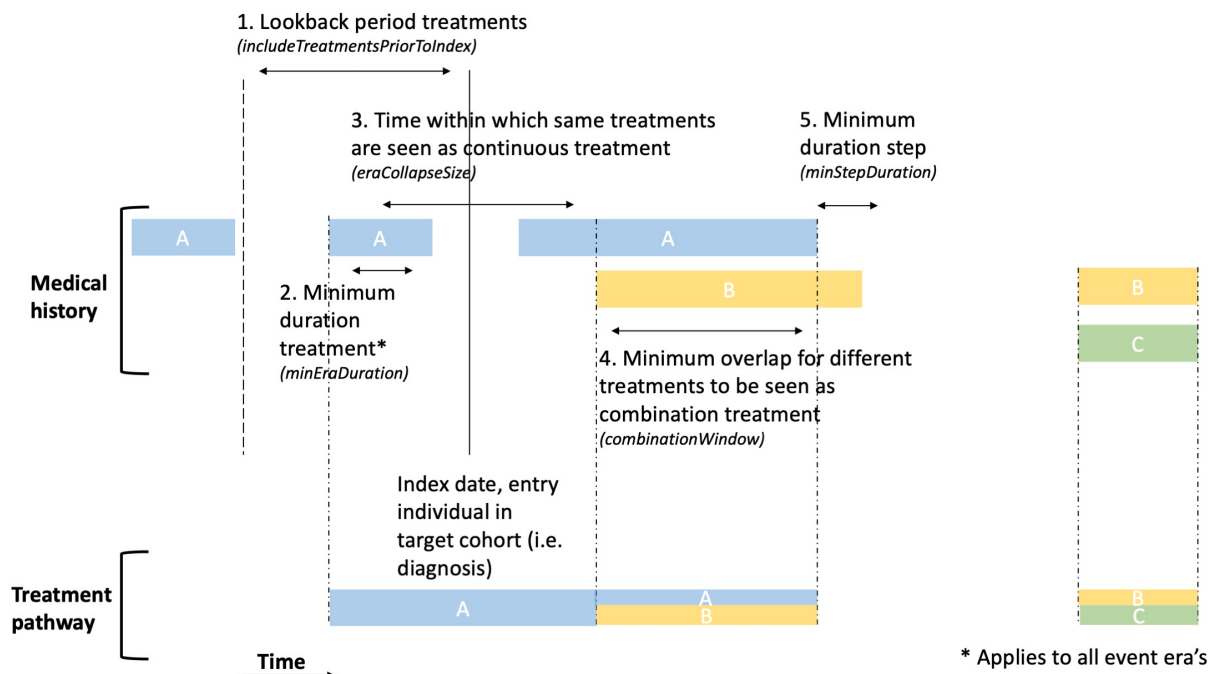 1. Lookback period treatments
(includeTreatmentsPriorToIndex)
3. Time within which same treatments
are seen as continuous treatment
(eraCollapseSize)
5. Minimum
duration step
(minStepDuration)
A
A
A
Medical
history
B
B
2. Minimum
duration
treatment*
(minEraDuration)
C
4. Minimum overlap for different
treatments to be seen as
combination treatment
(combinationWindow)
Index date, entry
individual in
target cohort (i.e.
diagnosis)
Treatment
pathway
A
A
B
B
C
Time
* Applies to all event era's